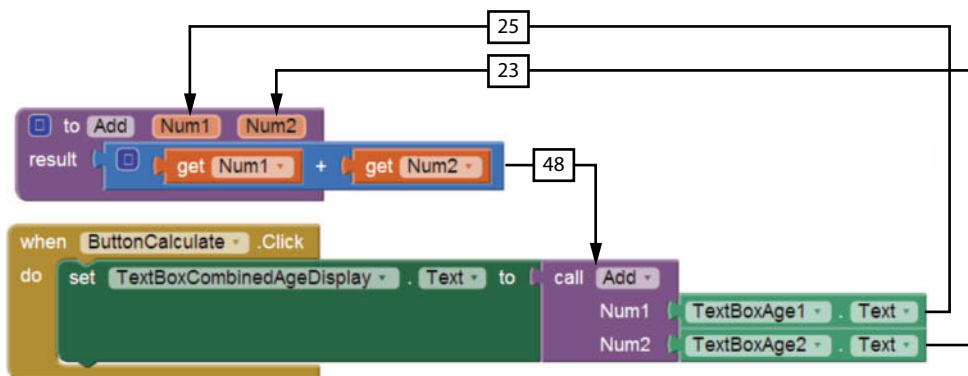 25
23
to Add Num1 Num2
result get Num1 + get Num2
48
when ButtonCalculate .Click
do set TextBoxCombinedAgeDisplay . Text to call Add
Num1 TextBoxAge1 . Text
Num2 TextBoxAge2 . Text